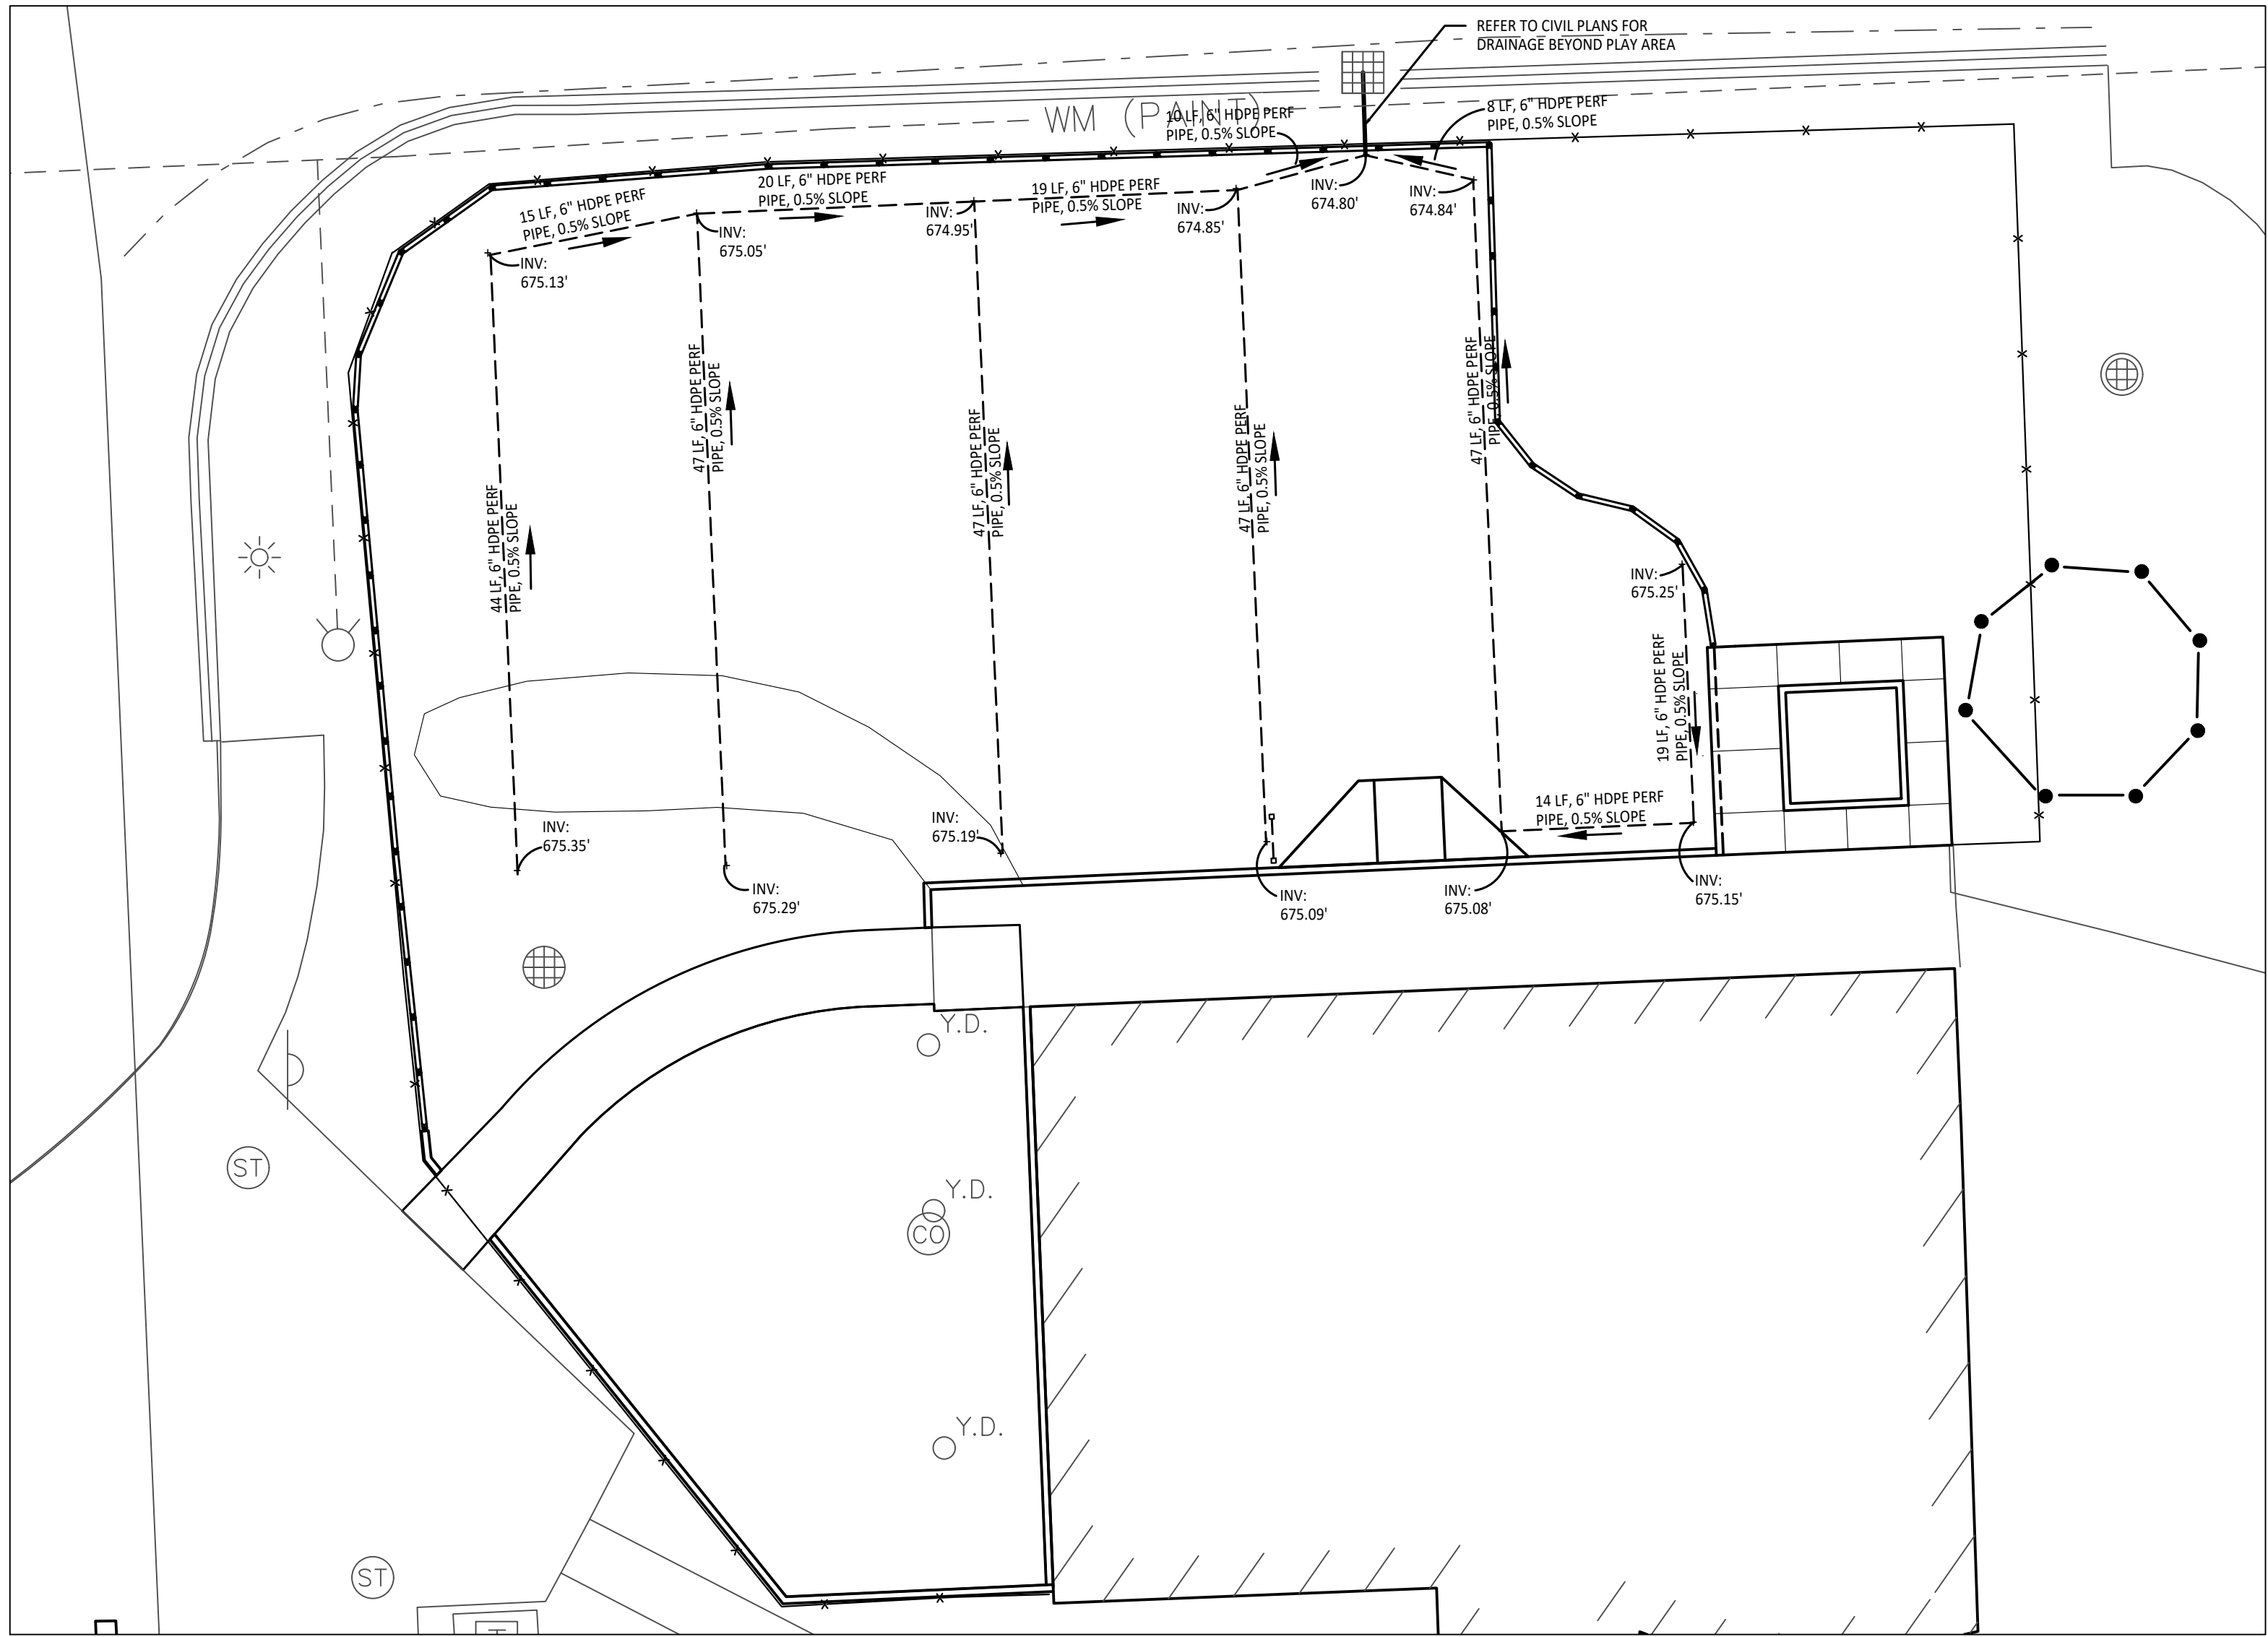 REFER TO CIVIL PLANS FOR
DRAINAGE BEYOND PLAY AREA
WM (PAINT)
10 LF, 6" HDPE PERF
PIPE, 0.5% SLOPE
8 LF, 6" HDPE PERF
PIPE, 0.5% SLOPE
15 LF, 6" HDPE PERF
PIPE, 0.5% SLOPE
20 LF, 6" HDPE PERF
PIPE, 0.5% SLOPE
19 LF, 6" HDPE PERF
PIPE, 0.5% SLOPE
INV:
675.13'
INV:
675.05'
INV:
674.95'
INV:
674.85'
INV:
674.80'
INV:
674.84'
44 LF, 6" HDPE PERF
PIPE, 0.5% SLOPE
47 LF, 6" HDPE PERF
PIPE, 0.5% SLOPE
47 LF, 6" HDPE PERF
PIPE, 0.5% SLOPE
47 LF, 6" HDPE PERF
PIPE, 0.5% SLOPE
47 LF, 6" HDPE PERF
PIPE, 0.5% SLOPE
INV:
675.25'
19 LF, 6" HDPE PERF
PIPE, 0.5% SLOPE
14 LF, 6" HDPE PERF
PIPE, 0.5% SLOPE
INV:
675.35'
INV:
675.29'
INV:
675.19'
INV:
675.09'
INV:
675.08'
INV:
675.15'
Y.D.
ST
Y.D.
CO
Y.D.
ST
T